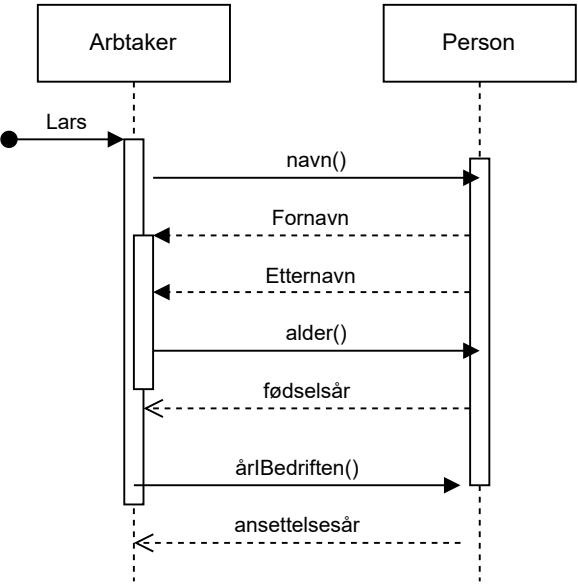 Arbtaker
Person
Lars
navn()
Fornavn
Etternavn
alder()
fødselsår
årIBedriften()
ansettelsesår